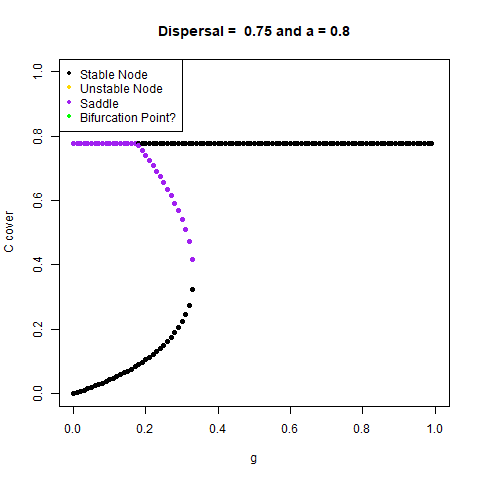 Dispersal =  0.75 and a = 0.8
Stable Node
Unstable Node
Saddle
Bifurcation Point?
C cover
1.0
0.8
0.6
0.4
0.2
0.0
0.0 0.2 0.4 0.6 0.8 1.0
g